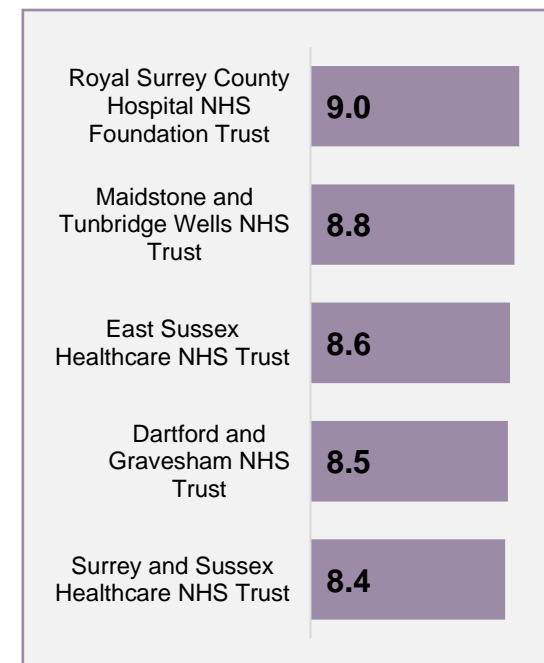 Royal Surrey County
Hospital NHS
Foundation Trust
9.0
Maidstone and
Tunbridge Wells NHS
Trust
8.8
East Sussex
Healthcare NHS Trust
8.6
Dartford and
Gravesham NHS
Trust
8.5
Surrey and Sussex
Healthcare NHS Trust
8.4